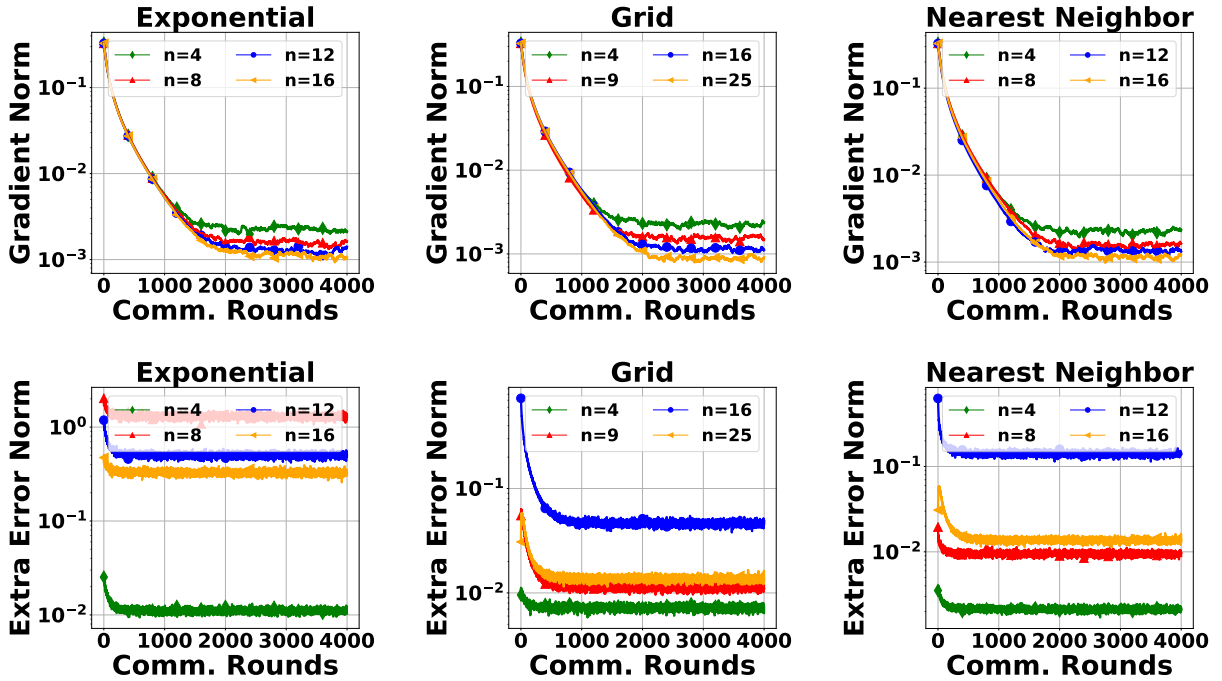 Exponential
Gradient Norm
n=4 n=12
n=8 n=16
10⁻¹
10⁻²
10⁻³
0 1000 2000 3000 4000
Comm. Rounds
Grid
Gradient Norm
n=4 n=16
n=9 n=25
10⁻¹
10⁻²
10⁻³
0 1000 2000 3000 4000
Comm. Rounds
Nearest Neighbor
Gradient Norm
n=4 n=12
n=8 n=16
10⁻¹
10⁻²
10⁻³
0 1000 2000 3000 4000
Comm. Rounds
Exponential
Extra Error Norm
n=4 n=12
n=8 n=16
10⁰
10⁻¹
10⁻²
0 1000 2000 3000 4000
Comm. Rounds
Grid
Extra Error Norm
n=4 n=16
n=9 n=25
10⁻¹
10⁻²
0 1000 2000 3000 4000
Comm. Rounds
Nearest Neighbor
Extra Error Norm
n=4 n=12
n=8 n=16
10⁻¹
10⁻²
0 1000 2000 3000 4000
Comm. Rounds